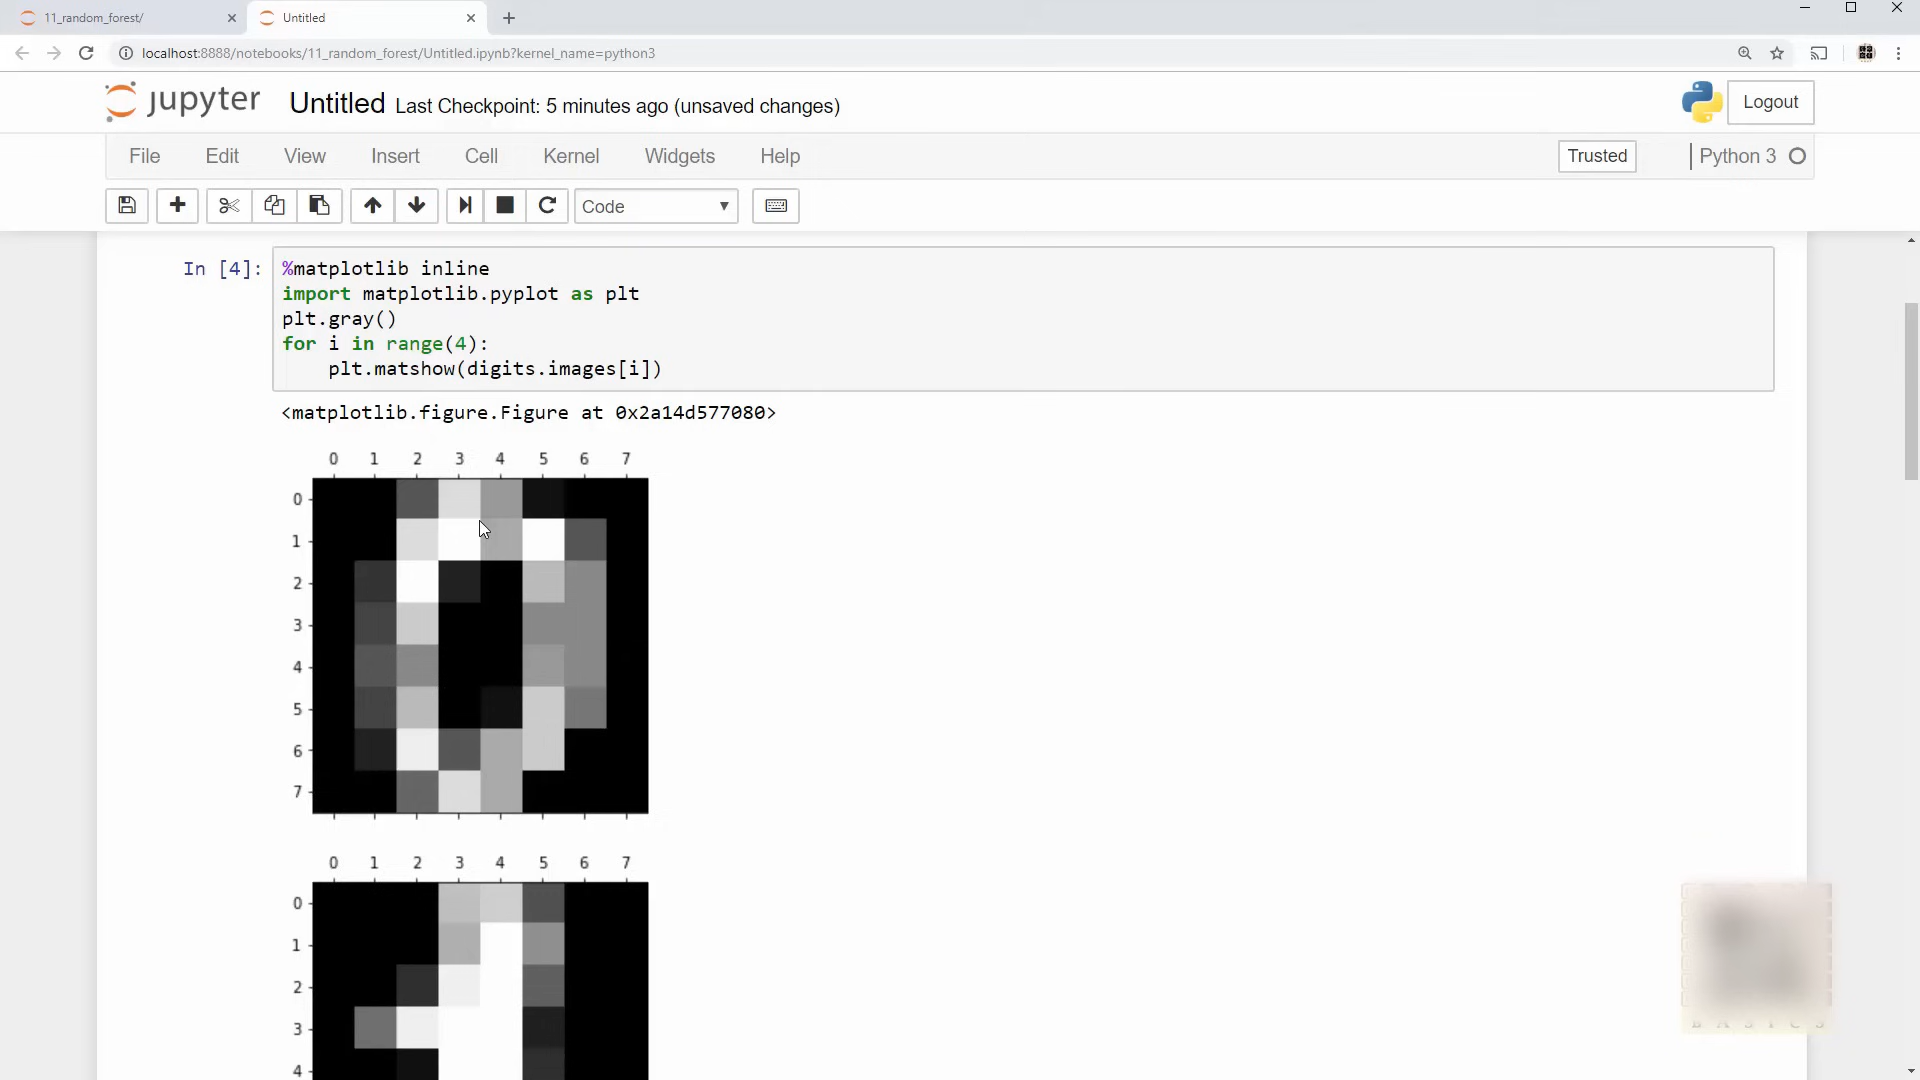 11_random_forest/
Untitled
localhost:8888/notebooks/11_random_forest/Untitled.ipynb?kernel_name=python3
jupyter Untitled Last Checkpoint: 5 minutes ago (unsaved changes)
Logout
File Edit View Insert Cell Kernel Widgets Help
Trusted
Python 3
Code
In [4]:
%matplotlib inline
import matplotlib.pyplot as plt
plt.gray()
for i in range(4):
    plt.matshow(digits.images[i])
<matplotlib.figure.Figure at 0x2a14d577080>
0 1 2 3 4 5 6 7
0
1
2
3
4
5
6
7
0 1 2 3 4 5 6 7
0
1
2
3
4
BASICS